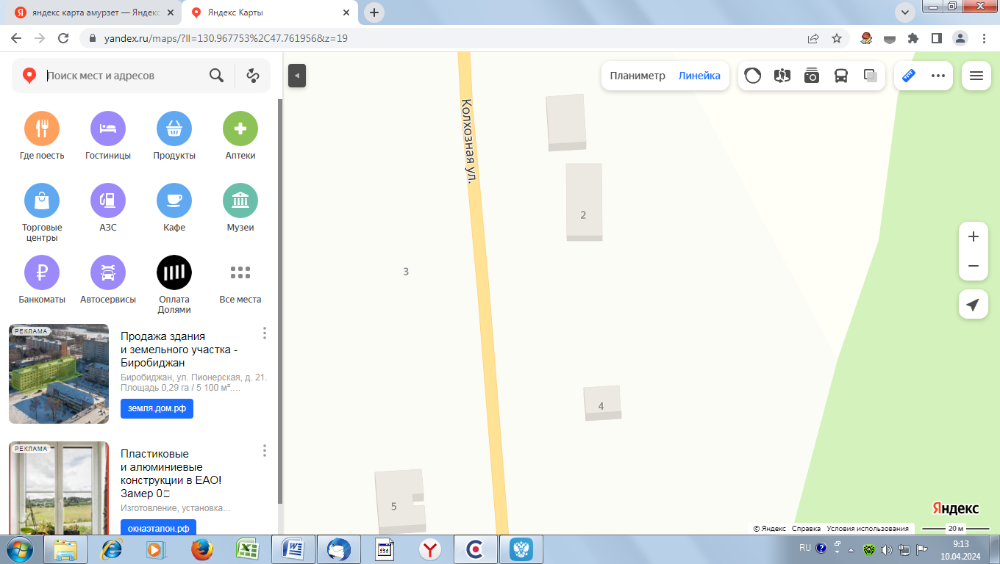 яндекс карта амурзет — Яндекс
Яндекс Карты
yandex.ru/maps/?ll=130.967753%2C47.761956&z=19
Поиск мест и адресов
Планиметр
Линейка
Где поесть
Гостиницы
Продукты
Аптеки
Торговые
центры
АЗС
Кафе
Музеи
Банкоматы
Автосервисы
Оплата
Долями
Все места
РЕКЛАМА
Продажа здания
и земельного участка -
Биробиджан
Биробиджан, ул. Пионерская, д. 21.
Площадь 0,29 га / 5 100 м²....
земля.дом.рф
РЕКЛАМА
Пластиковые
и алюминиевые
конструкции в ЕАО!
Замер 0
Изготовление, установка...
окнаэталон.рф
Колхозная ул.
2
3
4
5
Яндекс
© Яндекс Справка Условия использования
20 м
RU
9:13
10.04.2024